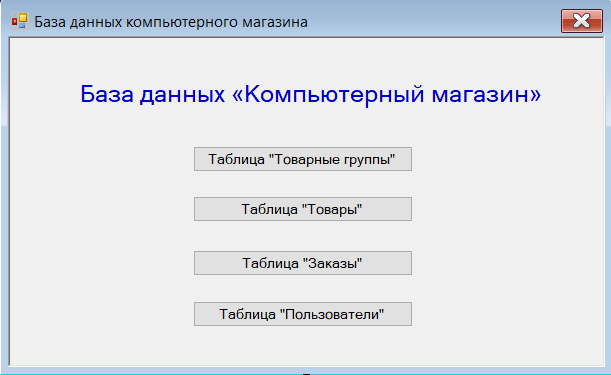 База данных компьютерного магазина
База данных «Компьютерный магазин»
Таблица "Товарные группы"
Таблица "Товары"
Таблица "Заказы"
Таблица "Пользователи"